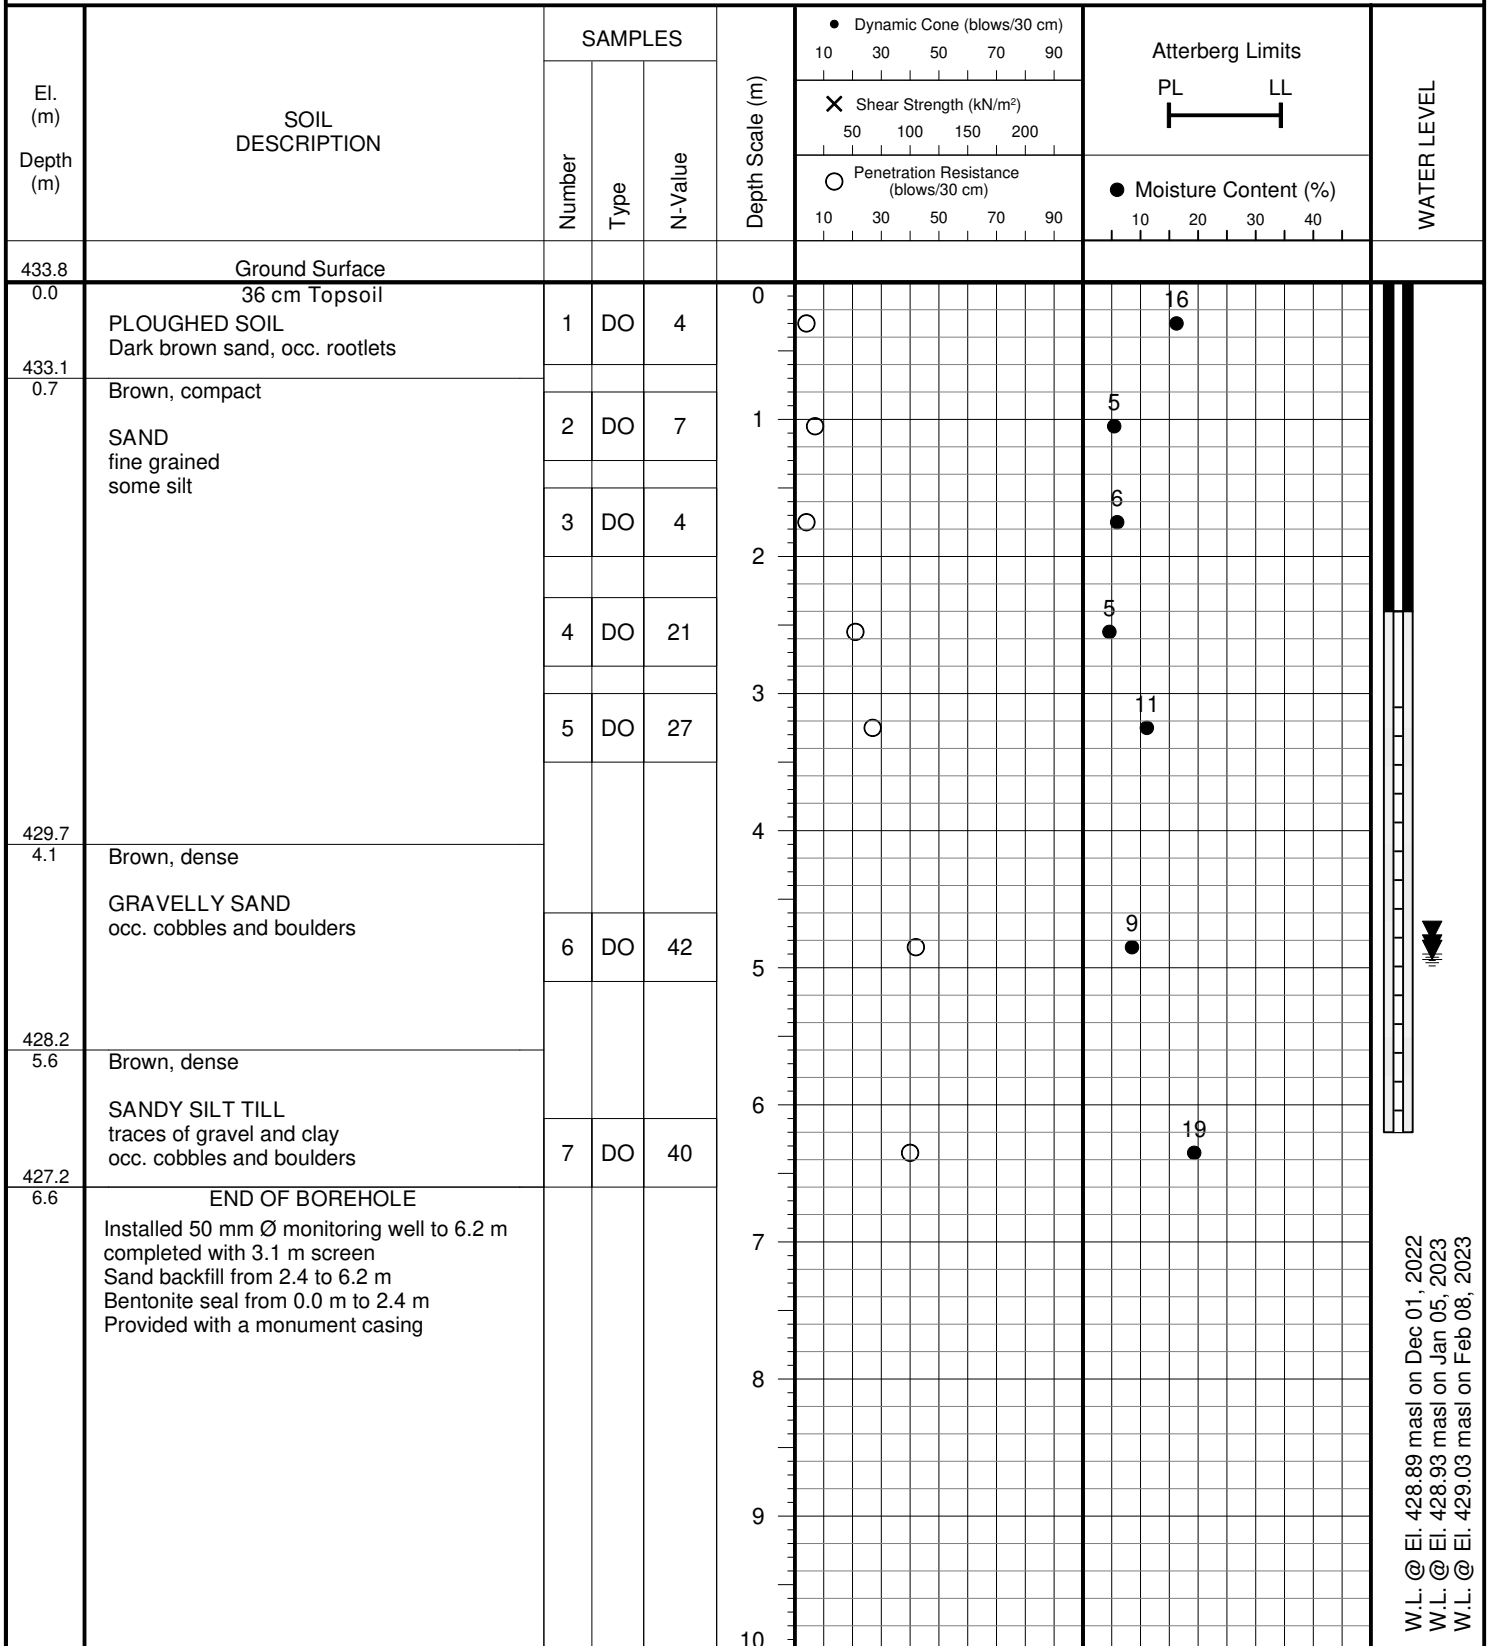 El.
(m)
Depth
(m)
SOIL
DESCRIPTION
SAMPLES
Number
Type
N-Value
Depth Scale (m)
Dynamic Cone (blows/30 cm)
10 30 50 70 90
Shear Strength (kN/m²)
50 100 150 200
Penetration Resistance
(blows/30 cm)
10 30 50 70 90
Atterberg Limits
PL LL
Moisture Content (%)
10 20 30 40
WATER LEVEL
433.8 Ground Surface
0.0 36 cm Topsoil
PLOUGHED SOIL
Dark brown sand, occ. rootlets
1 DO 4
0
16
433.1
0.7 Brown, compact
SAND
fine grained
some silt
2 DO 7
1
5
3 DO 4
6
2
4 DO 21
5
3
5 DO 27
11
429.7
4.1 Brown, dense
4
GRAVELLY SAND
occ. cobbles and boulders
6 DO 42
9
5
428.2
5.6 Brown, dense
SANDY SILT TILL
traces of gravel and clay
occ. cobbles and boulders
6
7 DO 40
19
427.2
6.6 END OF BOREHOLE
Installed 50 mm Ø monitoring well to 6.2 m
completed with 3.1 m screen
Sand backfill from 2.4 to 6.2 m
Bentonite seal from 0.0 m to 2.4 m
Provided with a monument casing
7
8
9
10
W.L. @ El. 428.89 masl on Dec 01, 2022
W.L. @ El. 428.93 masl on Jan 05, 2023
W.L. @ El. 429.03 masl on Feb 08, 2023